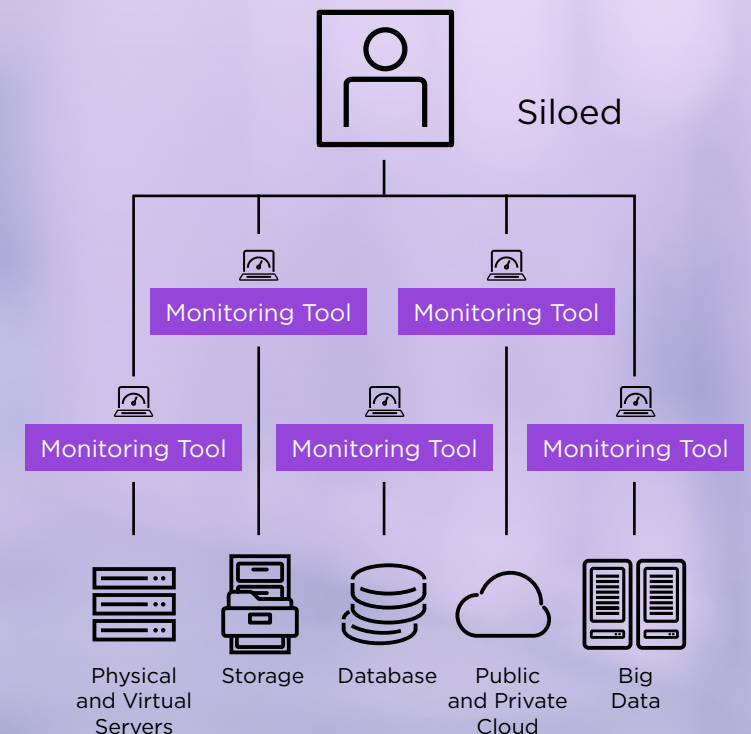 Siloed
Monitoring Tool
Monitoring Tool
Monitoring Tool
Monitoring Tool
Monitoring Tool
Physical
and Virtual
Servers
Storage
Database
Public
and Private
Cloud
Big
Data